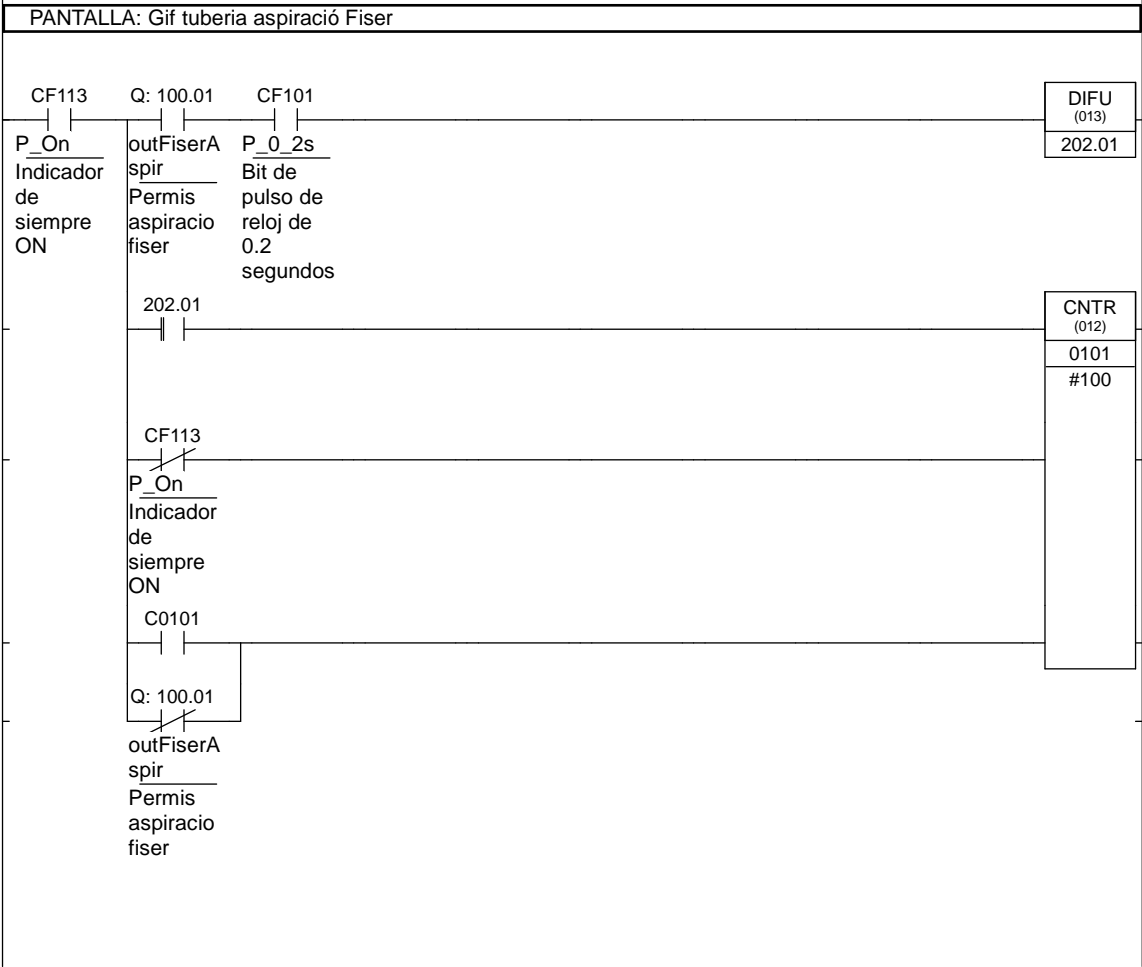 PANTALLA: Gif tuberia aspiració Fiser
CF113
Q: 100.01
CF101
DIFU
(013)
202.01
P_On
Indicador
de
siempre
ON
outFiserA
spir
Permis
aspiracio
fiser
P_0_2s
Bit de
pulso de
reloj de
0.2
segundos
202.01
CNTR
(012)
0101
#100
CF113
P_On
Indicador
de
siempre
ON
C0101
Q: 100.01
outFiserA
spir
Permis
aspiracio
fiser